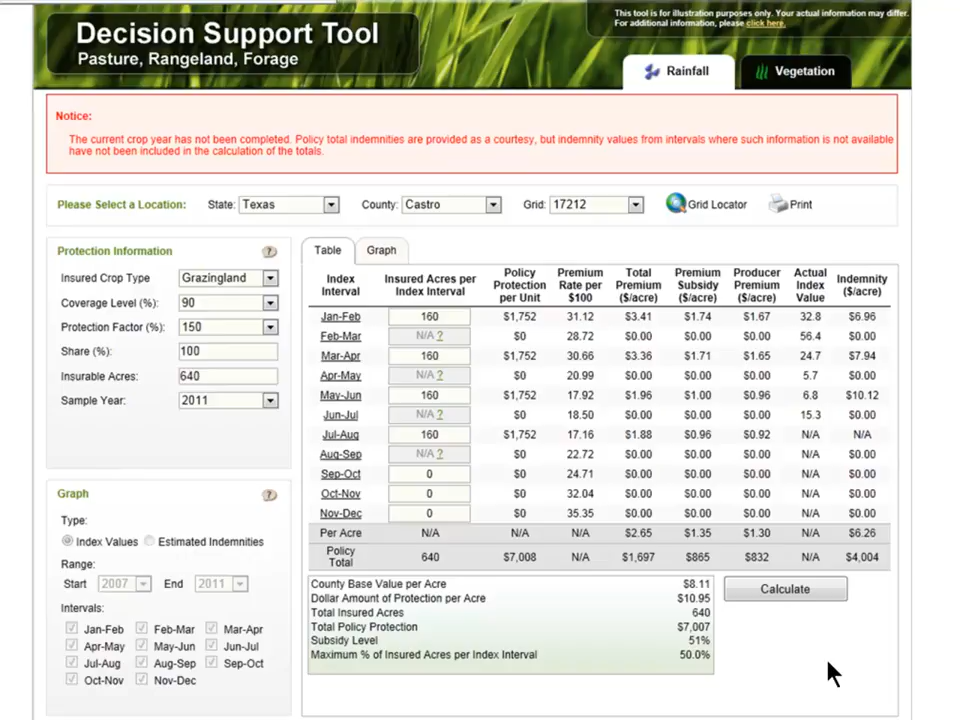 This tool is for illustration purposes only. Your actual information may differ.
For additional information, please click here.
Decision Support Tool
Pasture, Rangeland, Forage
Rainfall
Vegetation
Notice:
The current crop year has not been completed. Policy total indemnities are provided as a courtesy, but indemnity values from intervals where such information is not available
have not been included in the calculation of the totals.
Please Select a Location: State: Texas County: Castro Grid: 17212 Grid Locator Print
Protection Information ?
Insured Crop Type Grazingland
Coverage Level (%): 90
Protection Factor (%): 150
Share (%): 100
Insurable Acres: 640
Sample Year: 2011
Graph ?
Type:
Index Values Estimated Indemnities
Range:
Start 2007 End 2011
Intervals:
Jan-Feb Feb-Mar Mar-Apr
Apr-May May-Jun Jun-Jul
Jul-Aug Aug-Sep Sep-Oct
Oct-Nov Nov-Dec
Table Graph
Index Interval Insured Acres per Index Interval Policy Protection per Unit Premium Rate per $100 Total Premium ($/acre) Premium Subsidy ($/acre) Producer Premium ($/acre) Actual Index Value Indemnity ($/acre)
Jan-Feb 160 $1,752 31.12 $3.41 $1.74 $1.67 32.8 $6.96
Feb-Mar N/A ? $0 28.72 $0.00 $0.00 $0.00 56.4 $0.00
Mar-Apr 160 $1,752 30.66 $3.36 $1.71 $1.65 24.7 $7.94
Apr-May N/A ? $0 20.99 $0.00 $0.00 $0.00 5.7 $0.00
May-Jun 160 $1,752 17.92 $1.96 $1.00 $0.96 6.8 $10.12
Jun-Jul N/A ? $0 18.50 $0.00 $0.00 $0.00 15.3 $0.00
Jul-Aug 160 $1,752 17.16 $1.88 $0.96 $0.92 N/A N/A
Aug-Sep N/A ? $0 22.72 $0.00 $0.00 $0.00 N/A $0.00
Sep-Oct 0 $0 24.71 $0.00 $0.00 $0.00 N/A $0.00
Oct-Nov 0 $0 32.04 $0.00 $0.00 $0.00 N/A $0.00
Nov-Dec 0 $0 35.35 $0.00 $0.00 $0.00 N/A $0.00
Per Acre N/A N/A N/A $2.65 $1.35 $1.30 N/A $6.26
Policy Total 640 $7,008 N/A $1,697 $865 $832 N/A $4,004
County Base Value per Acre $8.11
Dollar Amount of Protection per Acre $10.95
Total Insured Acres 640
Total Policy Protection $7,007
Subsidy Level 51%
Maximum % of Insured Acres per Index Interval 50.0%
Calculate